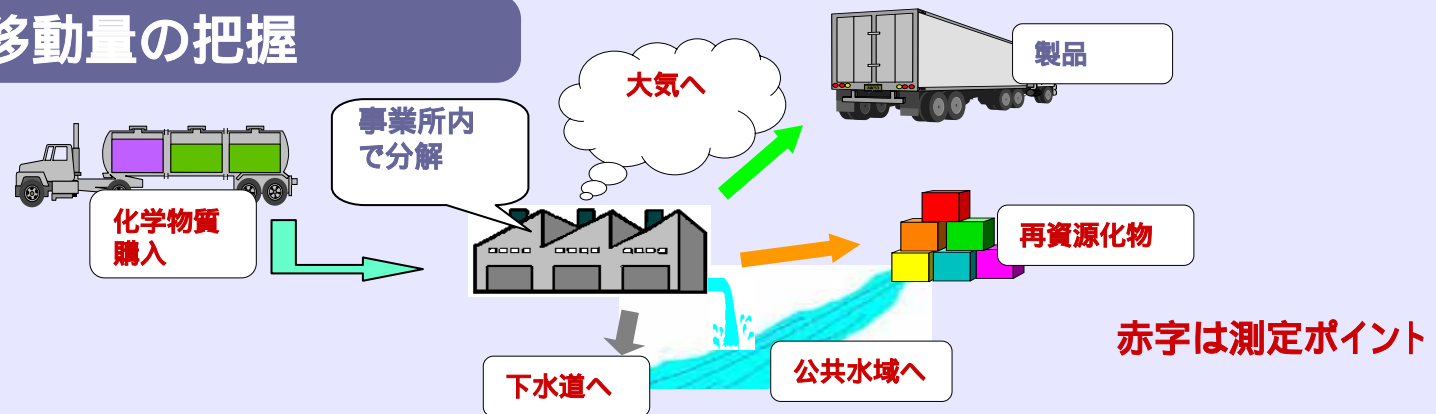 移動量の把握
大気へ
製品
事業所内
で分解
化学物質
購入
再資源化物
赤字は測定ポイント
公共水域へ
下水道へ